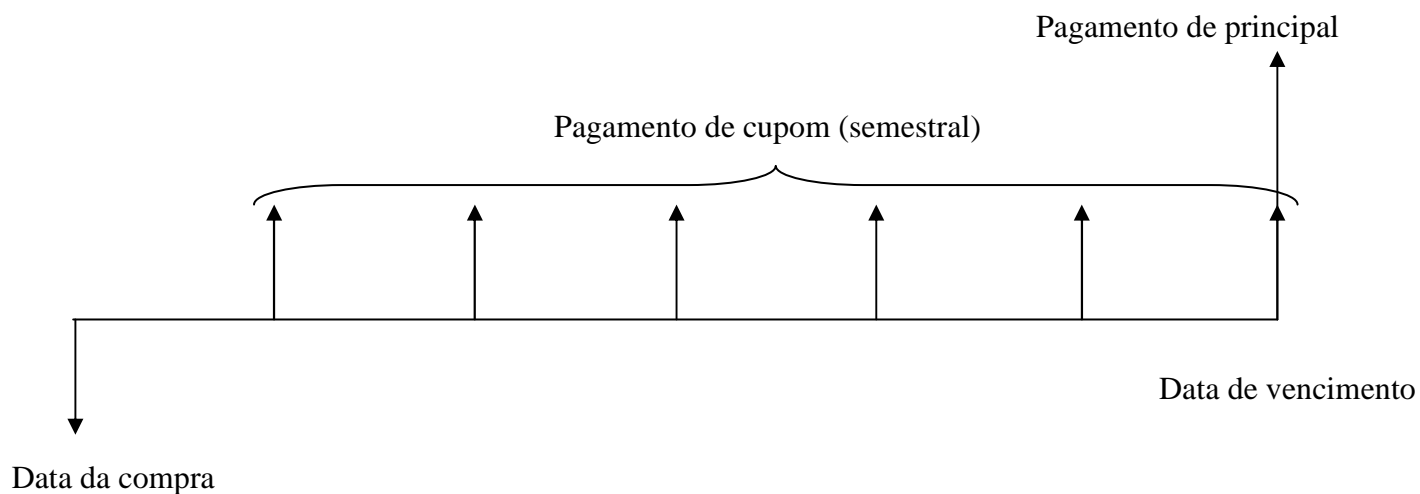 Pagamento de principal
Pagamento de cupom (semestral)
Data de vencimento
Data da compra